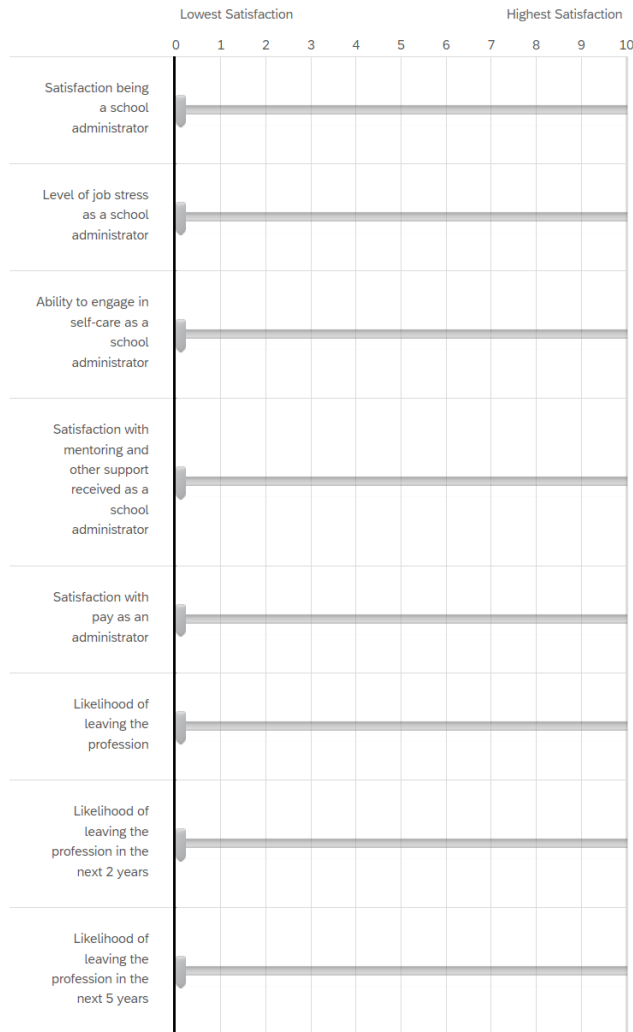 Lowest Satisfaction Highest Satisfaction
0 1 2 3 4 5 6 7 8 9 10
Satisfaction being
a school
administrator
Level of job stress
as a school
administrator
Ability to engage in
self-care as a
school
administrator
Satisfaction with
mentoring and
other support
received as a
school
administrator
Satisfaction with
pay as an
administrator
Likelihood of
leaving the
profession
Likelihood of
leaving the
profession in the
next 2 years
Likelihood of
leaving the
profession in the
next 5 years